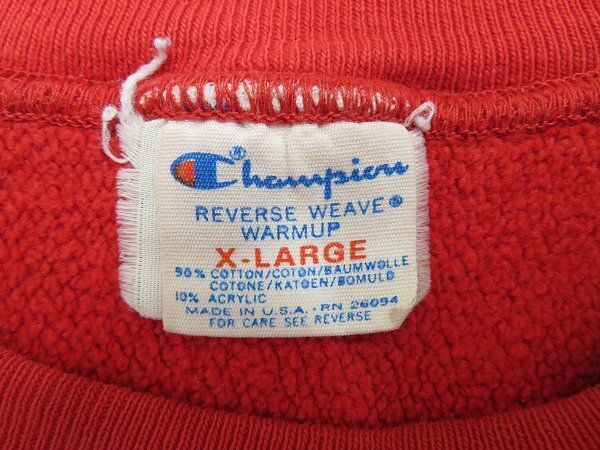 Champion®
REVERSE WEAVE®
WARMUP
X-LARGE
90% COTTON/COTON/BAUMWOLLE
COTONE/KATOEN/BOMULD
10% ACRYLIC
MADE IN U.S.A. RN 26094
FOR CARE SEE REVERSE